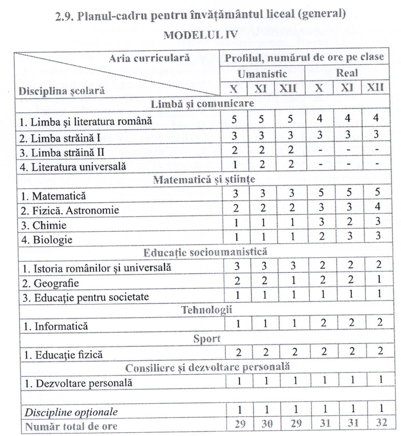 2.9. Planul-cadru pentru învățământul liceal (general)
MODELUL IV
Aria curriculară Profilul, numărul de ore pe clase
Umanistic Real
Disciplina școlară X XI XII X XI XII
Limbă și comunicare
1. Limba și literatura română 5 5 5 4 4 4
2. Limba străină I 3 3 3 3 3 3
3. Limba străină II 2 2 2 - - -
4. Literatura universală 1 2 2 - - -
Matematică și științe
1. Matematică 3 3 3 5 5 5
2. Fizică. Astronomie 2 2 2 3 3 4
3. Chimie 1 1 1 3 2 3
4. Biologie 1 1 1 2 3 3
Educație socioumanistică
1. Istoria românilor și universală 3 3 3 2 2 2
2. Geografie 2 2 1 2 2 1
3. Educație pentru societate 1 1 1 1 1 1
Tehnologii
1. Informatică 1 1 1 2 2 2
Sport
1. Educație fizică 2 2 2 2 2 2
Consiliere și dezvoltare personală
1. Dezvoltare personală 1 1 1 1 1 1
Discipline opționale 1 1 1 1 1 1
Număr total de ore 29 30 29 31 31 32